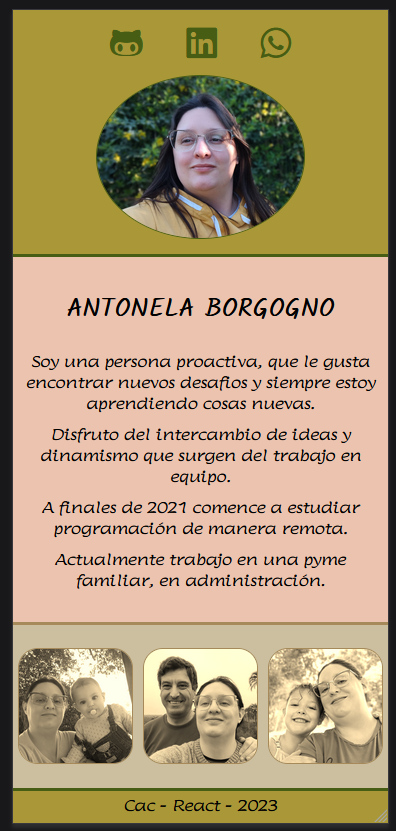 ANTONELA BORGOGNO
Soy una persona proactiva, que le gusta
encontrar nuevos desafios y siempre estoy
aprendiendo cosas nuevas.
Disfruto del intercambio de ideas y
dinamismo que surgen del trabajo en
equipo.
A finales de 2021 comence a estudiar
programación de manera remota.
Actualmente trabajo en una pyme
familiar, en administración.
Cac - React - 2023